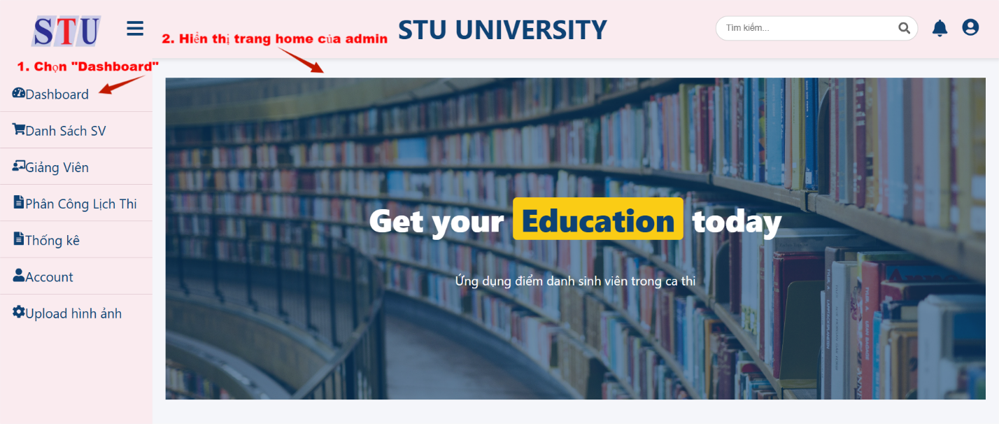 STU
STU UNIVERSITY
Tìm kiếm...
2. Hiển thị trang home của admin
1. Chọn "Dashboard"
Dashboard
Danh Sách SV
Giảng Viên
Phân Công Lịch Thi
Thống kê
Account
Upload hình ảnh
Get your Education today
Ứng dụng điểm danh sinh viên trong ca thi